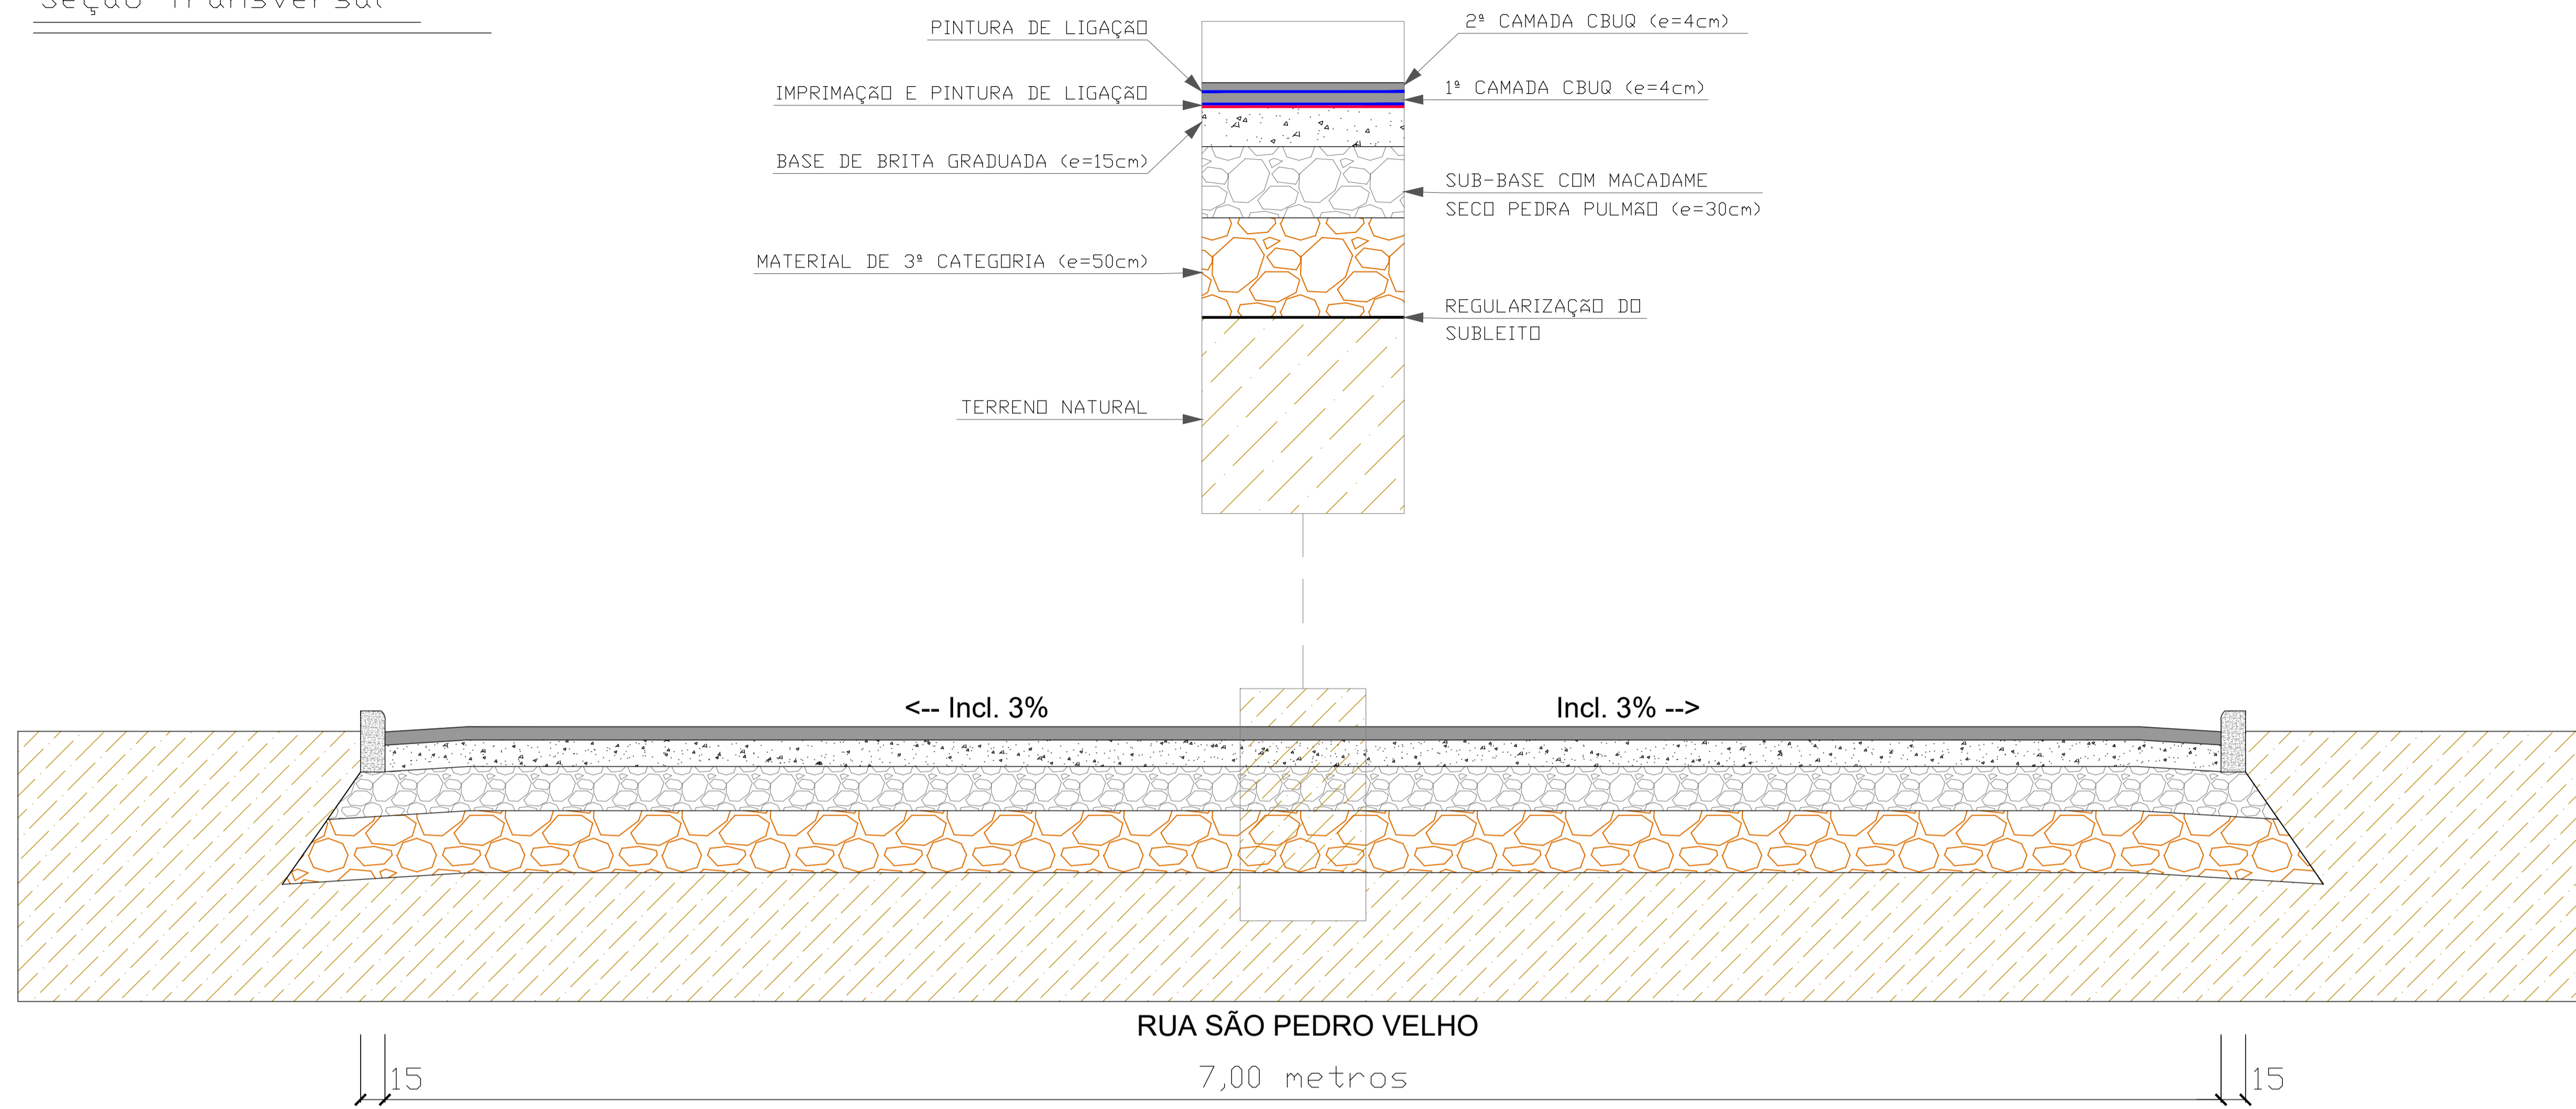 Seção Transversal
PINTURA DE LIGAÇÃO
2ª CAMADA CBUQ (e=4cm)
IMPRIMAÇÃO E PINTURA DE LIGAÇÃO
1ª CAMADA CBUQ (e=4cm)
BASE DE BRITA GRADUADA (e=15cm)
SUB-BASE COM MACADAME
SECO PEDRA PULMÃO (e=30cm)
MATERIAL DE 3ª CATEGORIA (e=50cm)
REGULARIZAÇÃO DO
SUBLEITO
TERRENO NATURAL
<-- Incl. 3%
Incl. 3% -->
RUA SÃO PEDRO VELHO
15
7,00 metros
15